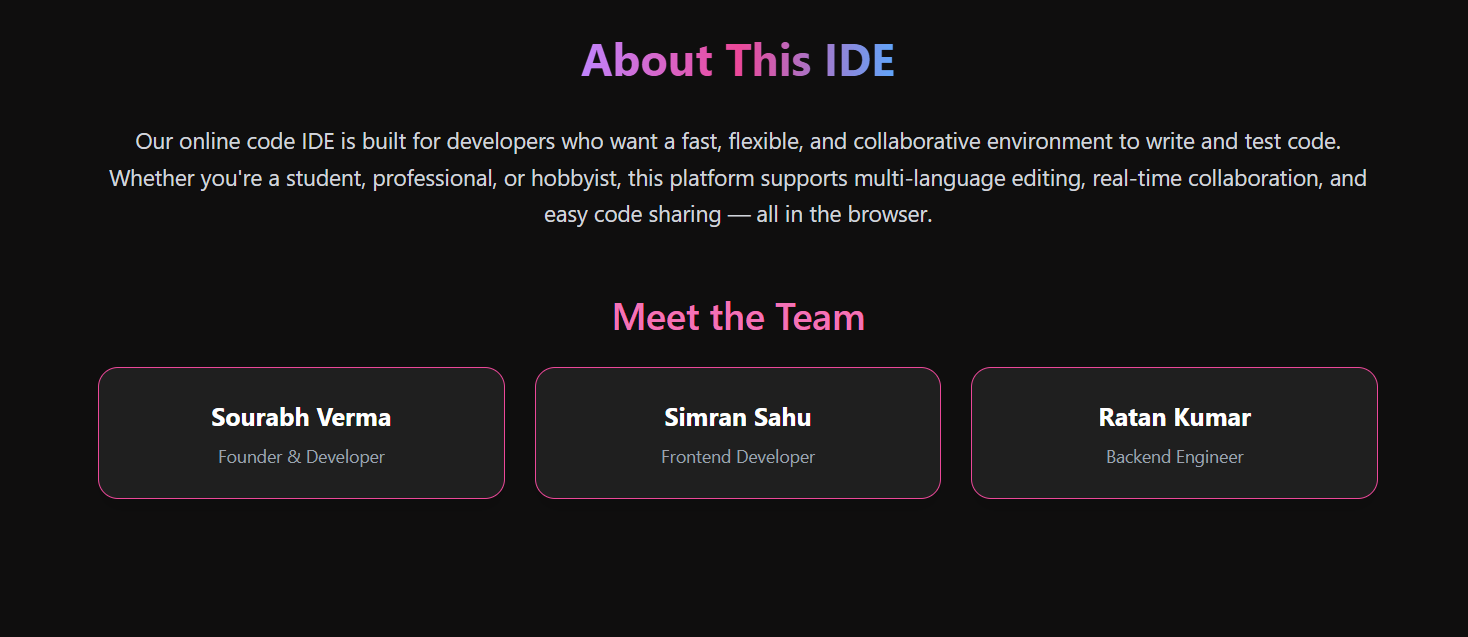 About This IDE
Our online code IDE is built for developers who want a fast, flexible, and collaborative environment to write and test code.
Whether you're a student, professional, or hobbyist, this platform supports multi-language editing, real-time collaboration, and
easy code sharing — all in the browser.
Meet the Team
Sourabh Verma
Founder & Developer
Simran Sahu
Frontend Developer
Ratan Kumar
Backend Engineer